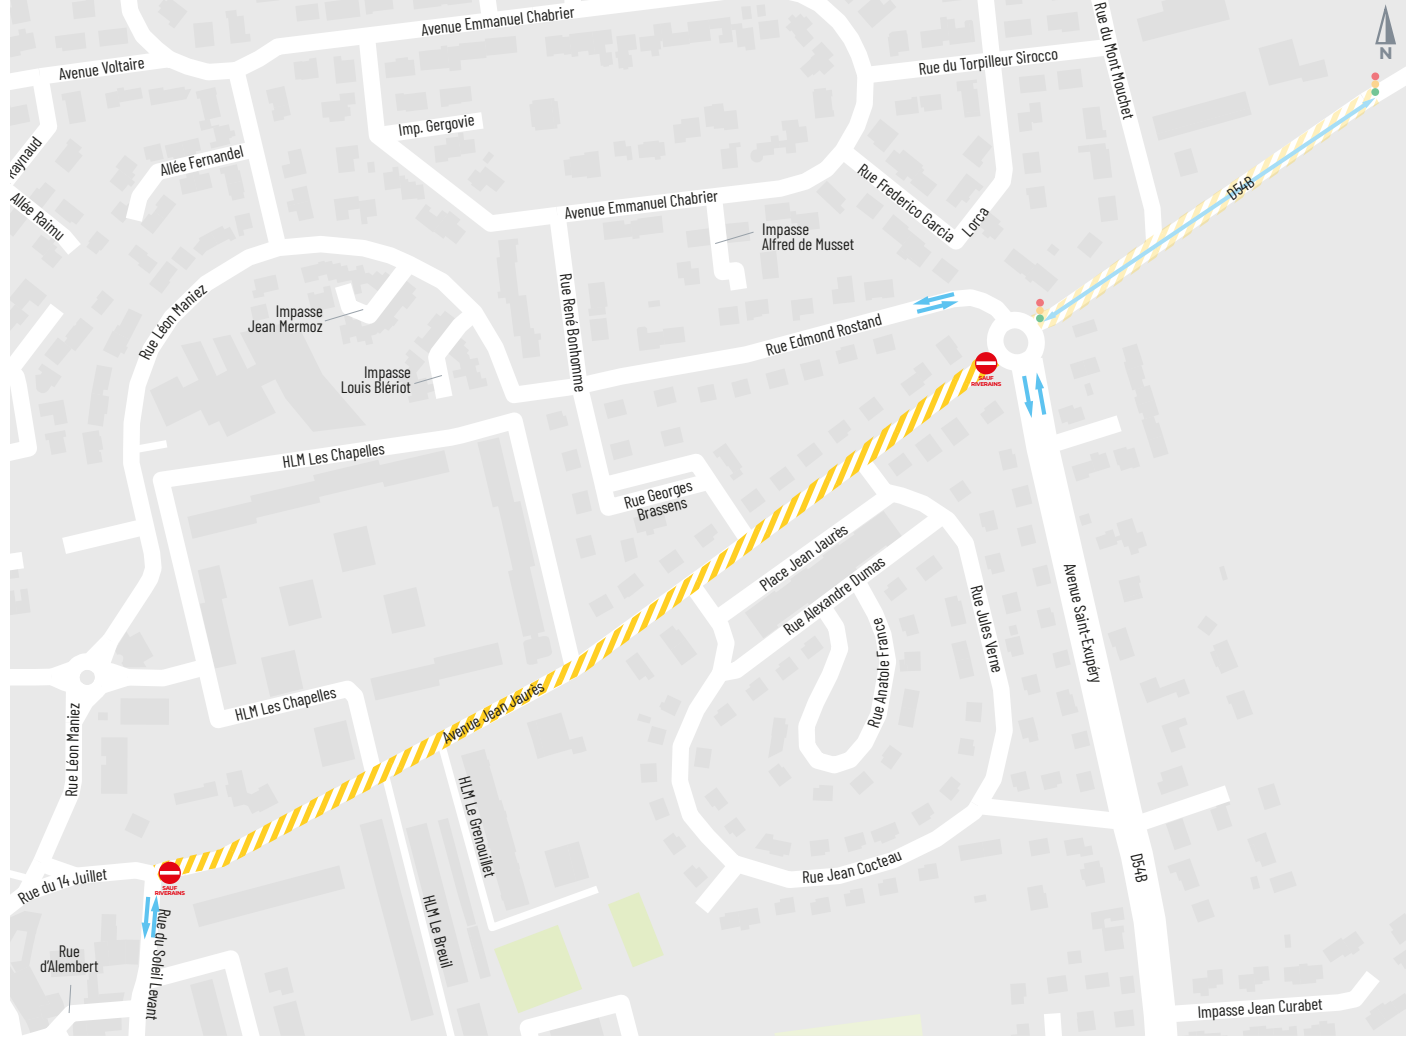 Avenue Emmanuel Chabrier
Rue du Mont Mouchet
N
Avenue Voltaire
Rue du Torpilleur Sirocco
Imp. Gergovie
Allée Fernandel
Allée Raimu
Rue Frederico Garcia
Lorca
D54B
Avenue Emmanuel Chabrier
Impasse
Alfred de Musset
Rue Léon Maniez
Impasse
Jean Mermoz
Rue René Bonhomme
Rue Edmond Rostand
Impasse
Louis Blériot
SAUF
RIVERAINS
HLM Les Chapelles
Rue Georges
Brassens
Place Jean Jaurès
Rue Alexandre Dumas
Rue Jules Verne
Avenue Saint-Exupéry
Rue Anatole France
HLM Les Chapelles
Avenue Jean Jaurès
Rue Léon Maniez
HLM Le Grenouillet
Rue Jean Cocteau
D54B
Rue du 14 Juillet
SAUF
RIVERAINS
HLM Le Breuil
Rue du Soleil Levant
Rue
d'Alembert
Impasse Jean Curabet